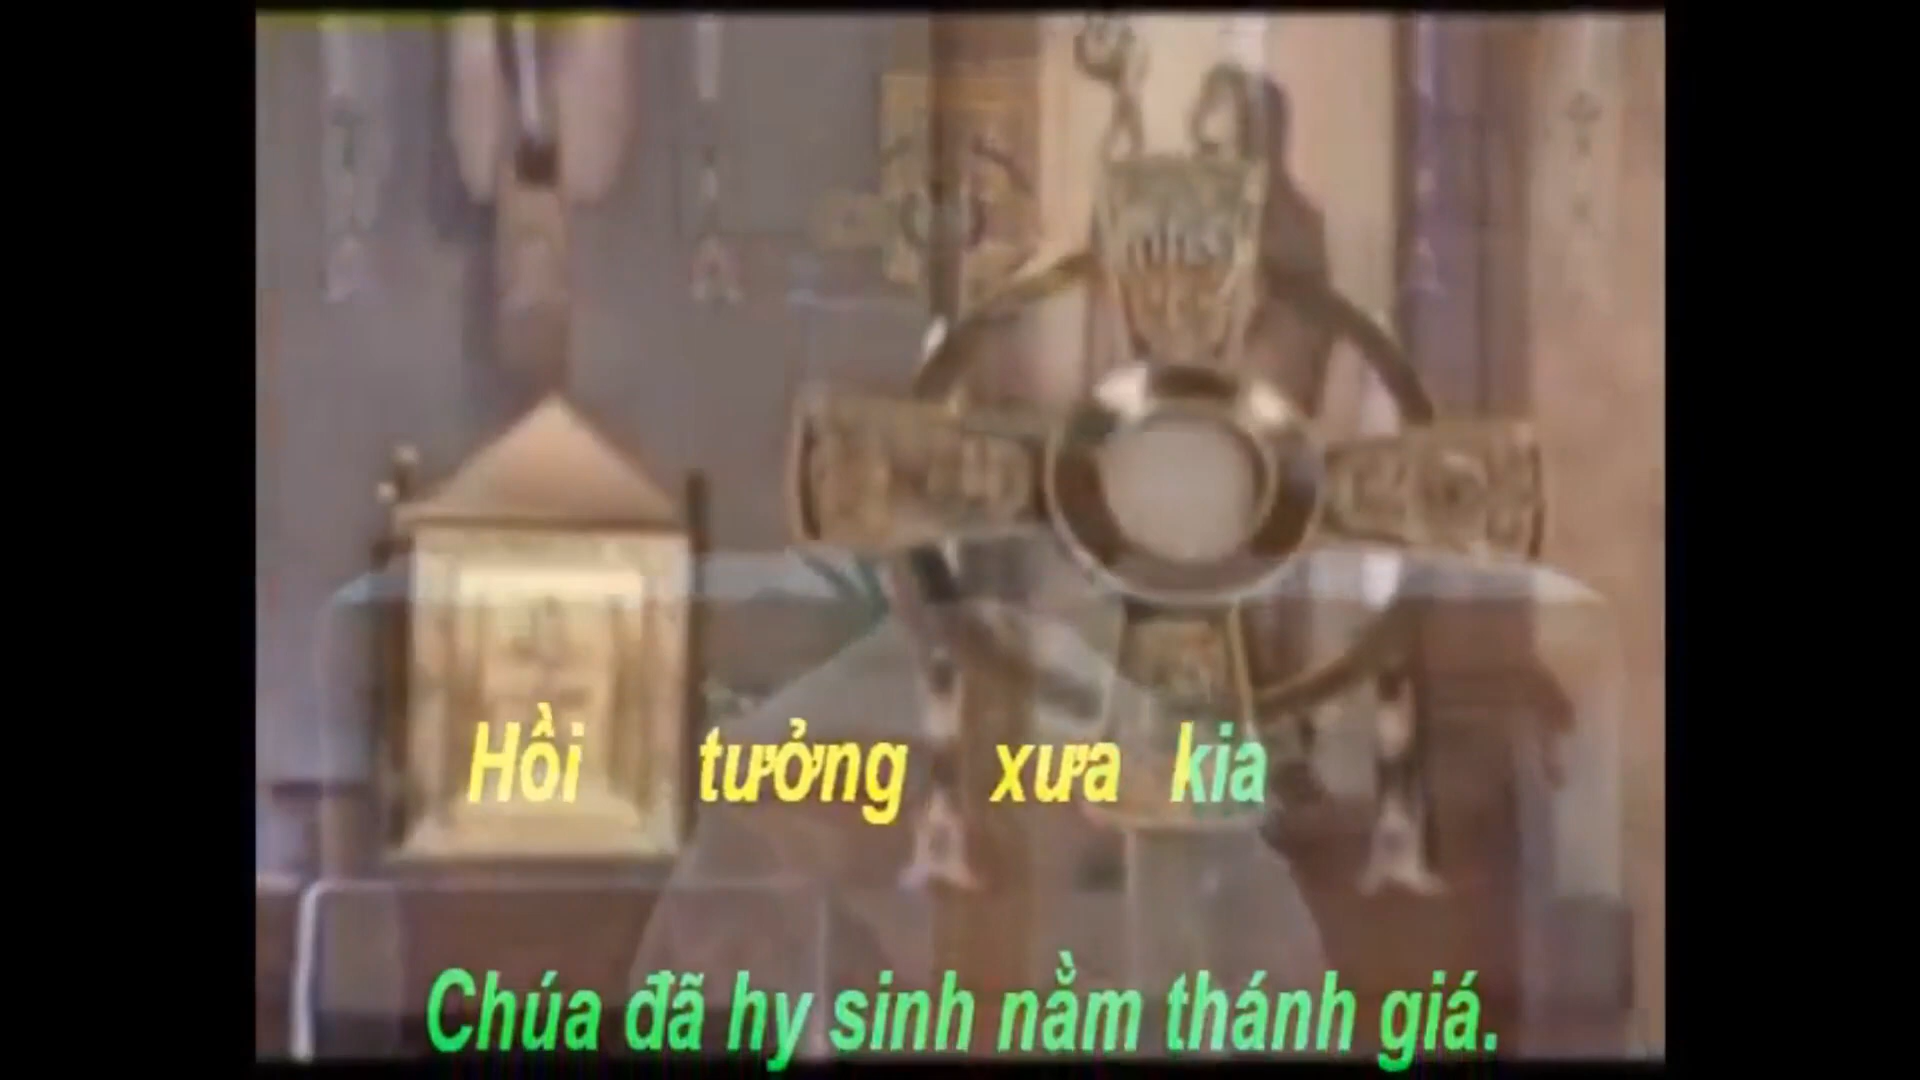 Hồi tưởng xưa kia
Chúa đã hy sinh nằm thánh giá.